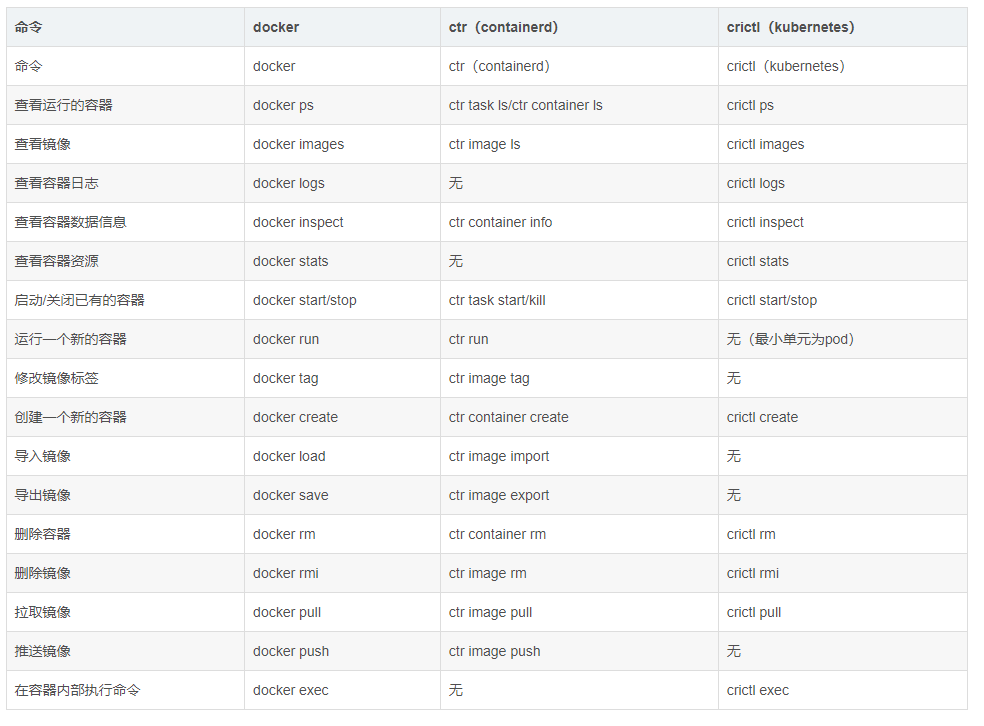 命令 docker ctr（containerd） crictl（kubernetes）
命令 docker ctr（containerd） crictl（kubernetes）
查看运行的容器 docker ps ctr task ls/ctr container ls crictl ps
查看镜像 docker images ctr image ls crictl images
查看容器日志 docker logs 无 crictl logs
查看容器数据信息 docker inspect ctr container info crictl inspect
查看容器资源 docker stats 无 crictl stats
启动/关闭已有的容器 docker start/stop ctr task start/kill crictl start/stop
运行一个新的容器 docker run ctr run 无（最小单元为pod）
修改镜像标签 docker tag ctr image tag 无
创建一个新的容器 docker create ctr container create crictl create
导入镜像 docker load ctr image import 无
导出镜像 docker save ctr image export 无
删除容器 docker rm ctr container rm crictl rm
删除镜像 docker rmi ctr image rm crictl rmi
拉取镜像 docker pull ctr image pull crictl pull
推送镜像 docker push ctr image push 无
在容器内部执行命令 docker exec 无 crictl exec